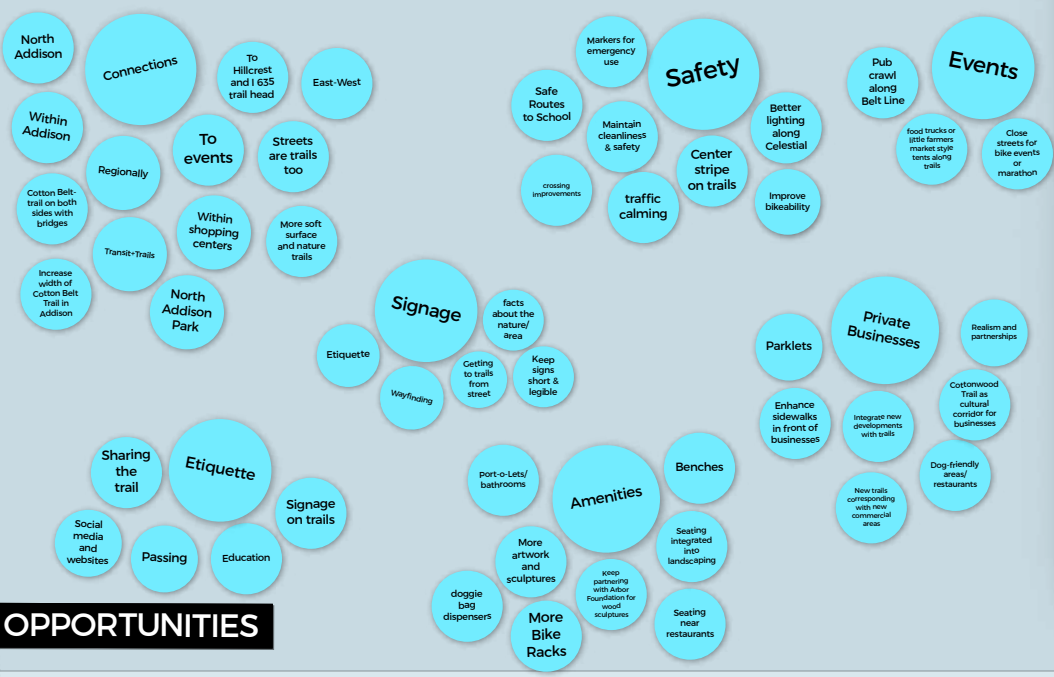 Connections
North
Addison
To
Hillcrest
and I 635
trail head
East-West
Within
Addison
To
events
Streets
are trails
too
Regionally
Cotton Belt-
trail on both
sides with
bridges
Within
shopping
centers
More soft
surface
and nature
trails
Transit+Trails
Increase
width of
Cotton Belt
Trail in
Addison
North
Addison
Park
Safety
Markers for
emergency
use
Safe
Routes
to School
Maintain
cleanliness
& safety
Better
lighting
along
Celestial
Center
stripe
on trails
crossing
improvements
traffic
calming
Improve
bikeability
Events
Pub
crawl
along
Belt Line
food trucks or
little farmers
market style
tents along
trails
Close
streets for
bike events
or
marathon
Signage
facts
about the
nature/
area
Etiquette
Wayfinding
Getting
to trails
from
street
Keep
signs
short &
legible
Private
Businesses
Parklets
Realism and
partnerships
Enhance
sidewalks
in front of
businesses
Integrate new
developments
with trails
Cottonwood
Trail as
cultural
corridor for
businesses
Dog-friendly
areas/
restaurants
New trails
corresponding
with new
commercial
areas
Etiquette
Sharing
the
trail
Signage
on trails
Social
media
and
websites
Passing
Education
Amenities
Port-o-Lets/
bathrooms
Benches
More
artwork
and
sculptures
Seating
integrated
into
landscaping
Keep
partnering
with Arbor
Foundation for
wood
sculptures
doggie
bag
dispensers
More
Bike
Racks
Seating
near
restaurants
OPPORTUNITIES